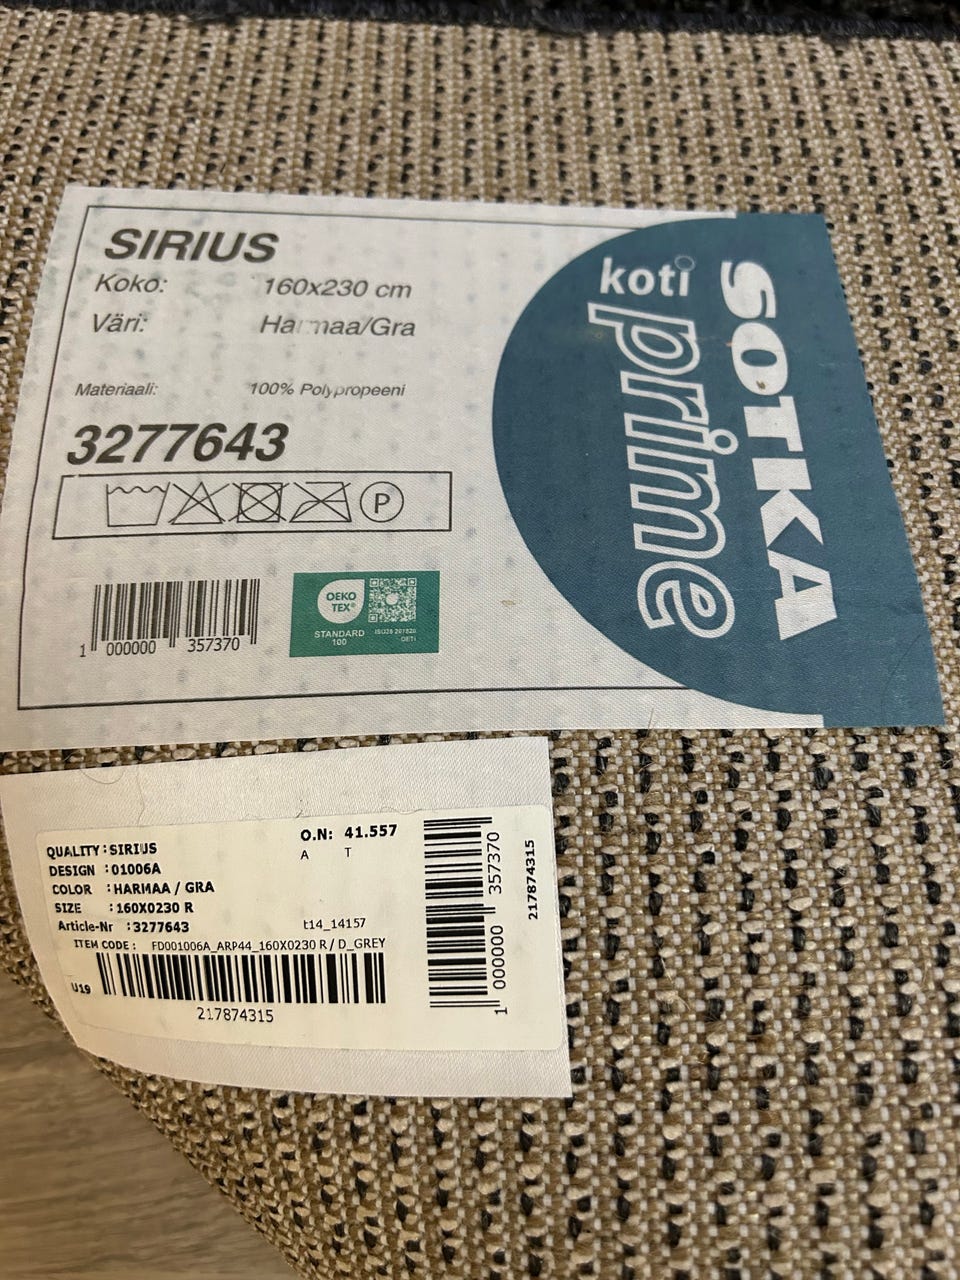 SIRIUS
Koko: 160x230 cm
Väri: Harmaa/Gra
Materiaali: 100% Polypropeeni
3277643
P
1 000000 357370
OEKO
TEX®
STANDARD
100
OETI
koti
prime
SOTKA
QUALITY : SIRIUS
DESIGN : 01006A
COLOR : HARMAA / GRA
SIZE : 160X0230 R
Article-Nr : 3277643
O.N: 41.557
A T
t14_14157
ITEM CODE : FD001006A_ARP44_160X0230 R / D_GREY
U19
217874315
1 000000 357370
217874315